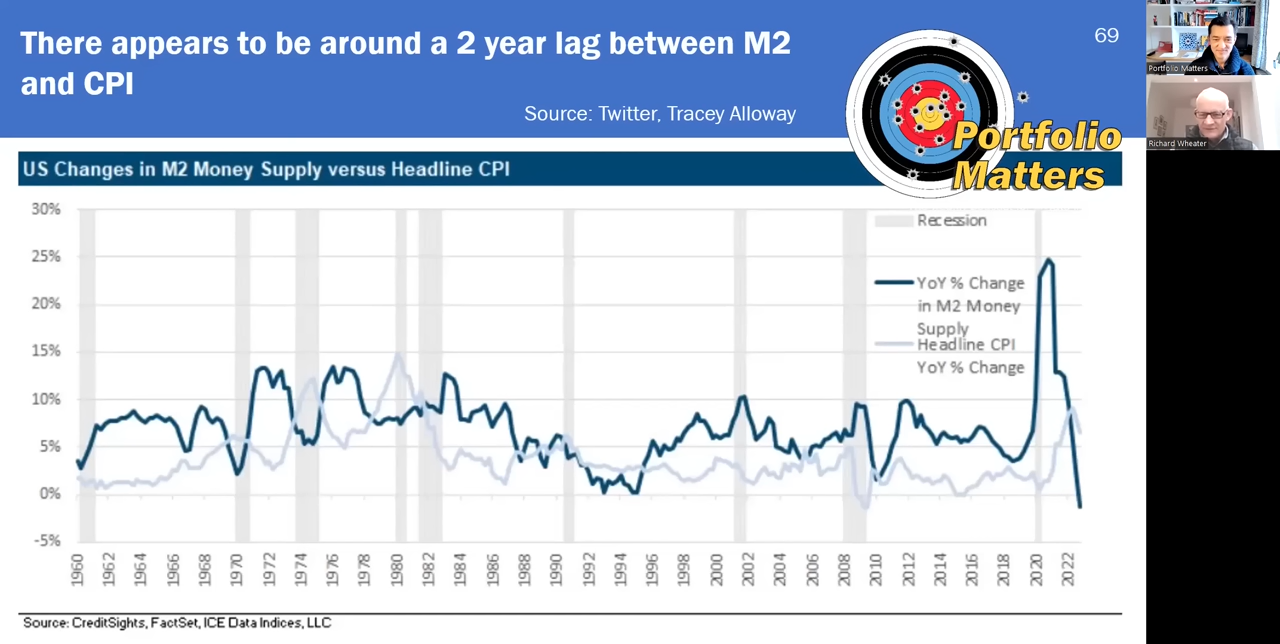 There appears to be around a 2 year lag between M2
and CPI
Source: Twitter, Tracey Alloway
69
Portfolio
Matters
Portfolio Matters
Richard Wheater
US Changes in M2 Money Supply versus Headline CPI
30%
25%
20%
15%
10%
5%
0%
-5%
Recession
YoY % Change
in M2 Money
Supply
Headline CPI
YoY % Change
1960
1962
1964
1966
1968
1970
1972
1974
1976
1978
1980
1982
1984
1986
1988
1990
1992
1994
1996
1998
2000
2002
2004
2006
2008
2010
2012
2014
2016
2018
2020
2022
Source: CreditSights, FactSet, ICE Data Indices, LLC